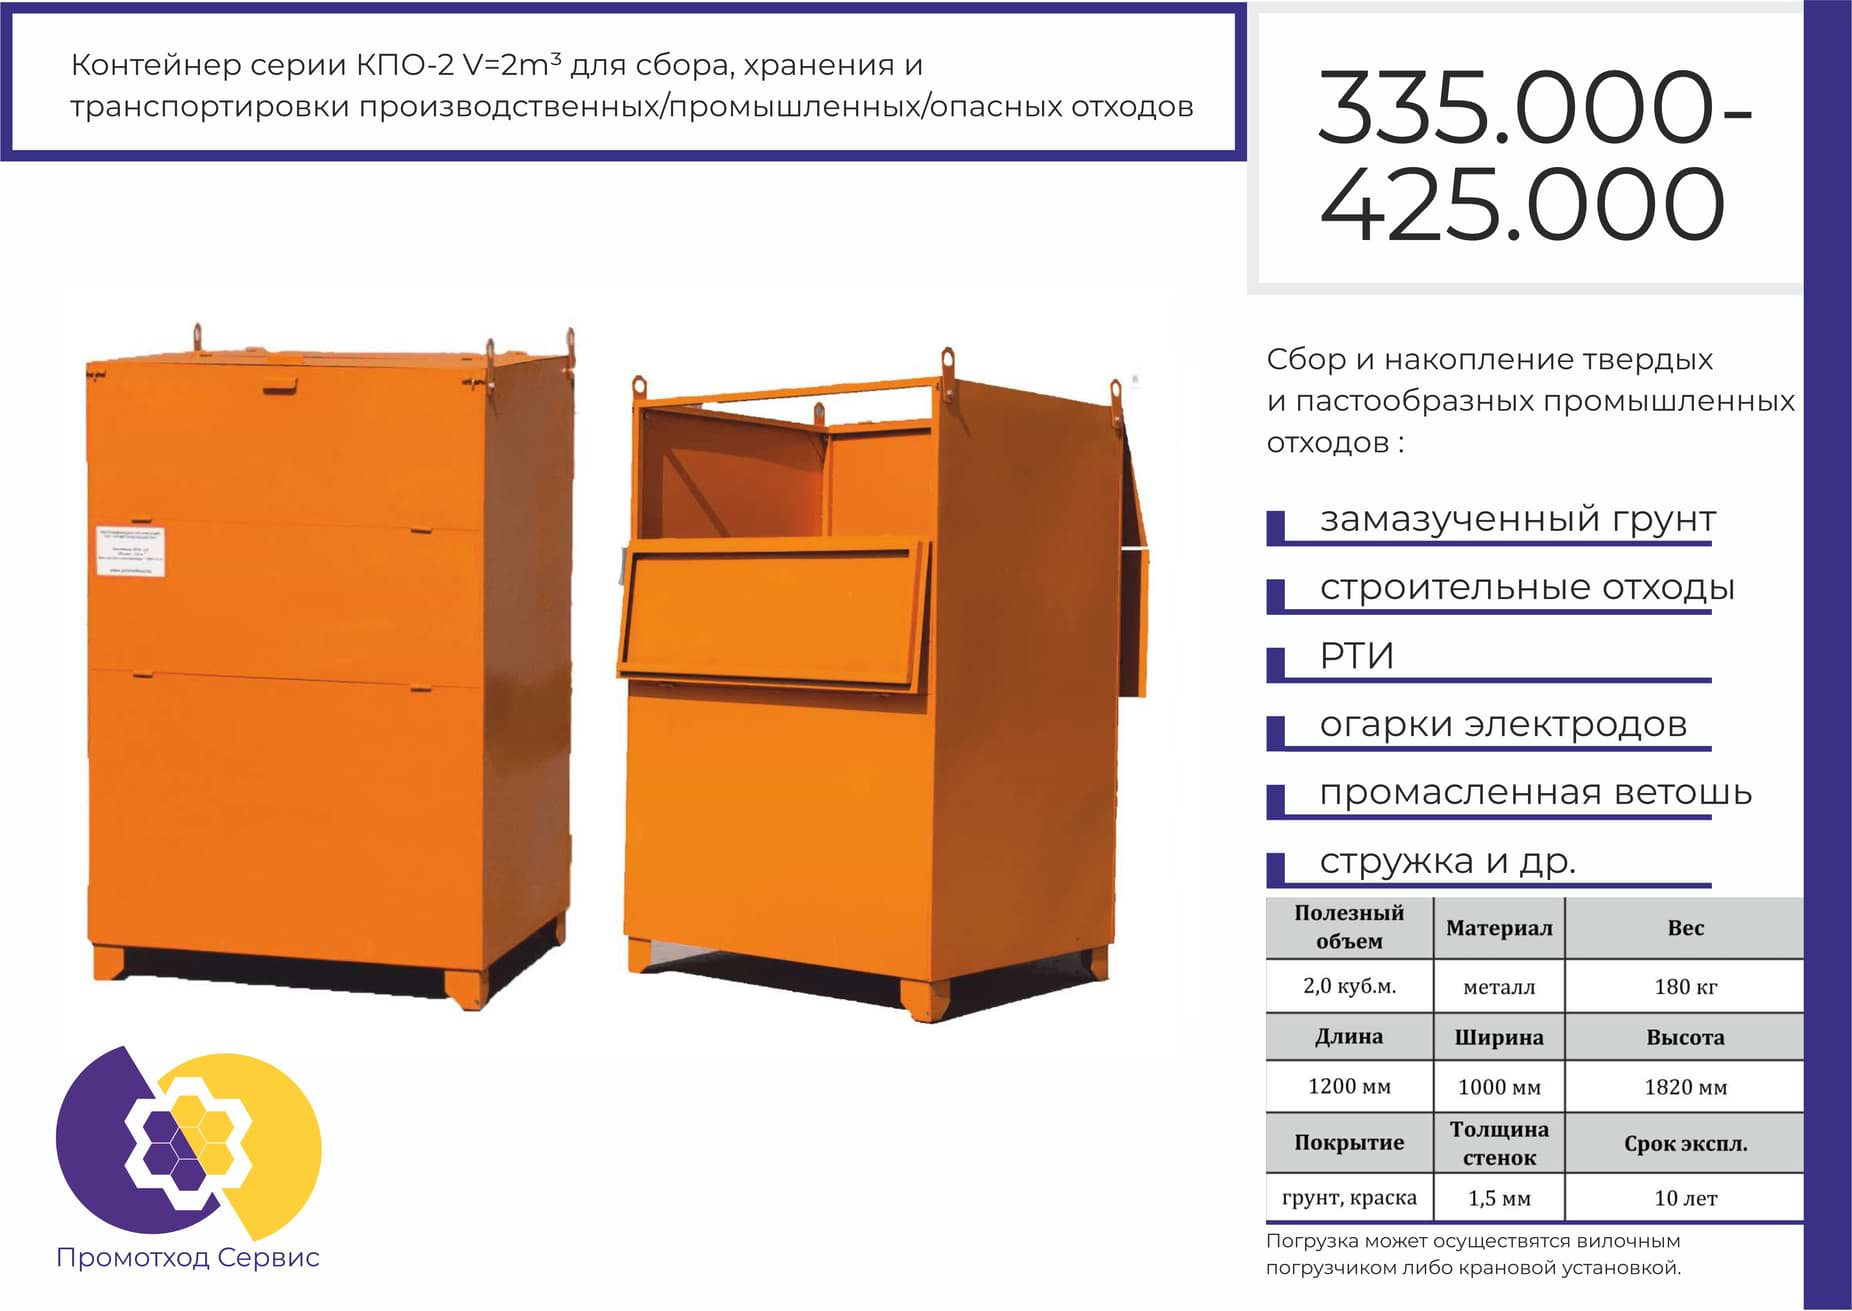 Контейнер серии КПО-2 V=2m³ для сбора, хранения и
транспортировки производственных/промышленных/опасных отходов
335.000-
425.000
Сбор и накопление твердых
и пастообразных промышленных
отходов :
замазученный грунт
строительные отходы
РТИ
огарки электродов
промасленная ветошь
стружка и др.
Полезный объем Материал Вес
2,0 куб.м. металл 180 кг
Длина Ширина Высота
1200 мм 1000 мм 1820 мм
Покрытие Толщина стенок Срок экспл.
грунт, краска 1,5 мм 10 лет
Погрузка может осуществятся вилочным
погрузчиком либо крановой установкой.
Промотход Сервис